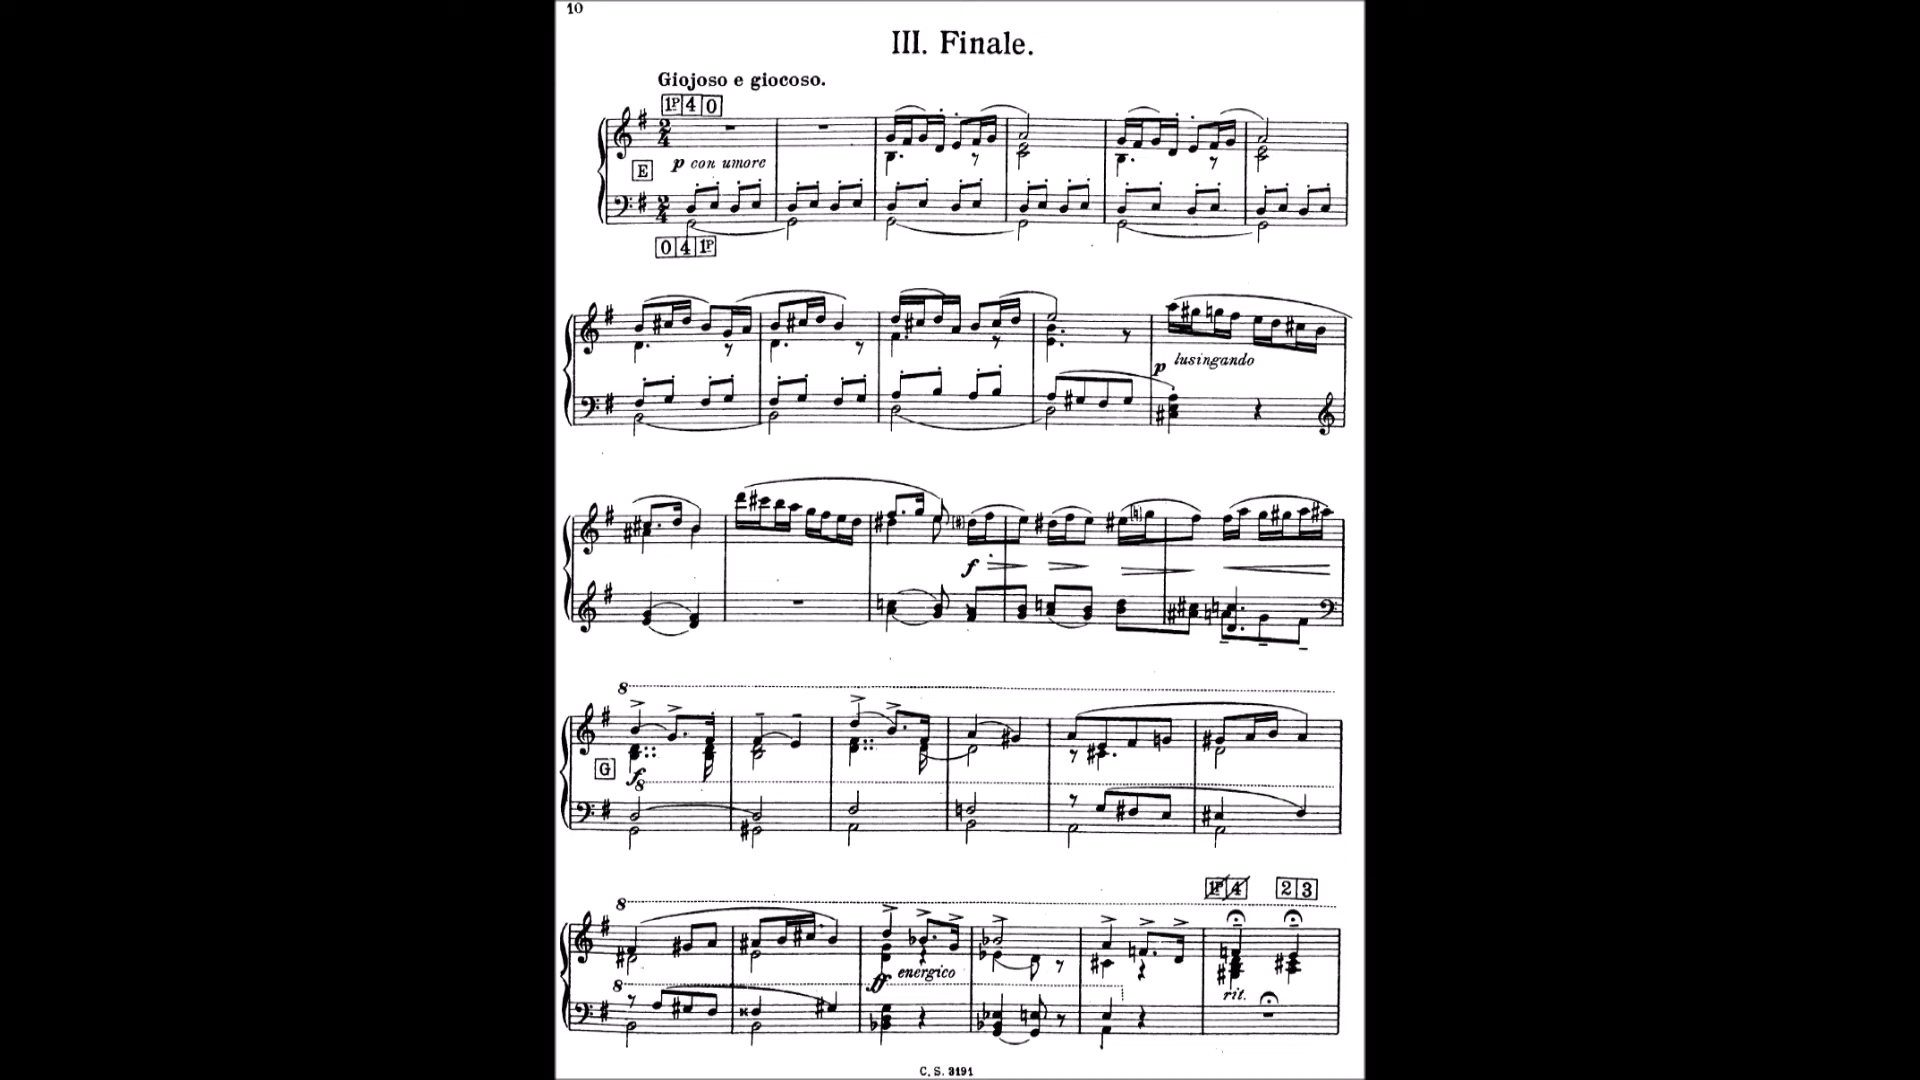 10
III. Finale.
Giojoso e giocoso.
1P 4 0
p con umore
E
0 4 1P
p lusingando
f
8
G
f
8
1P 4 2 3
8
ff energico
8
rit.
C. S. 3191